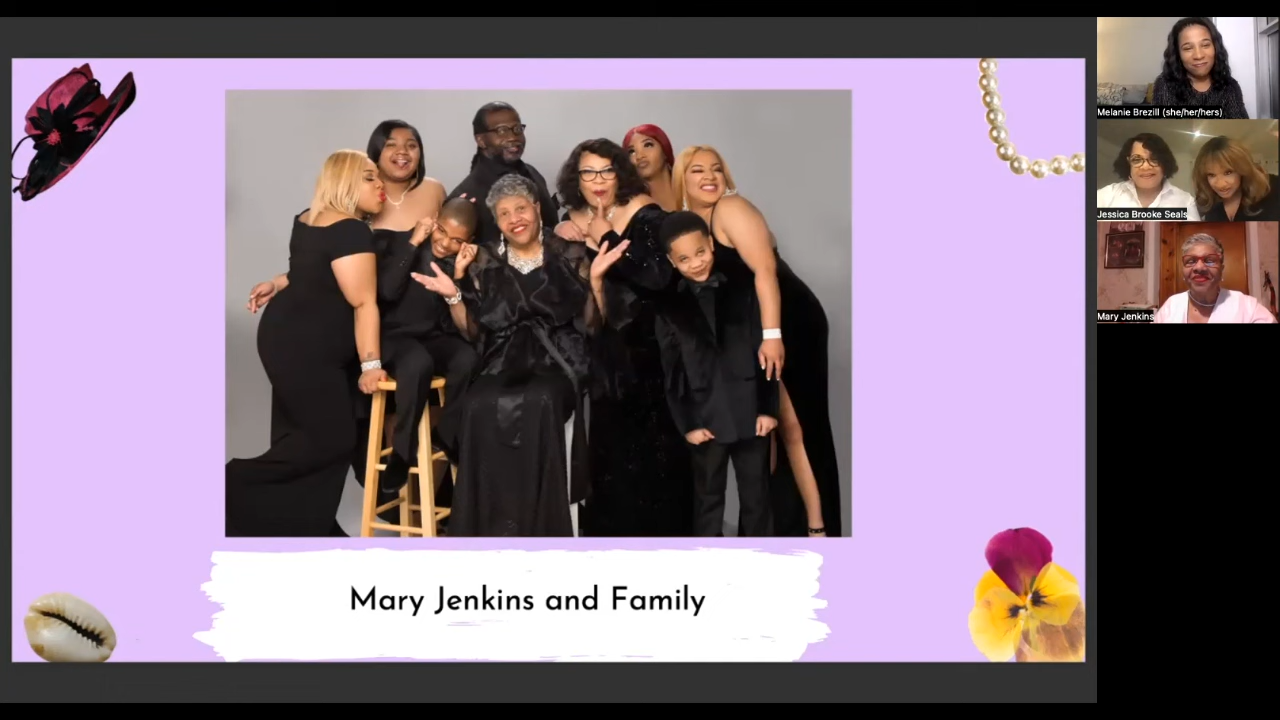 Mary Jenkins and Family
Melanie Brezill (she/her/hers)
Jessica Brooke Seals
Mary Jenkins